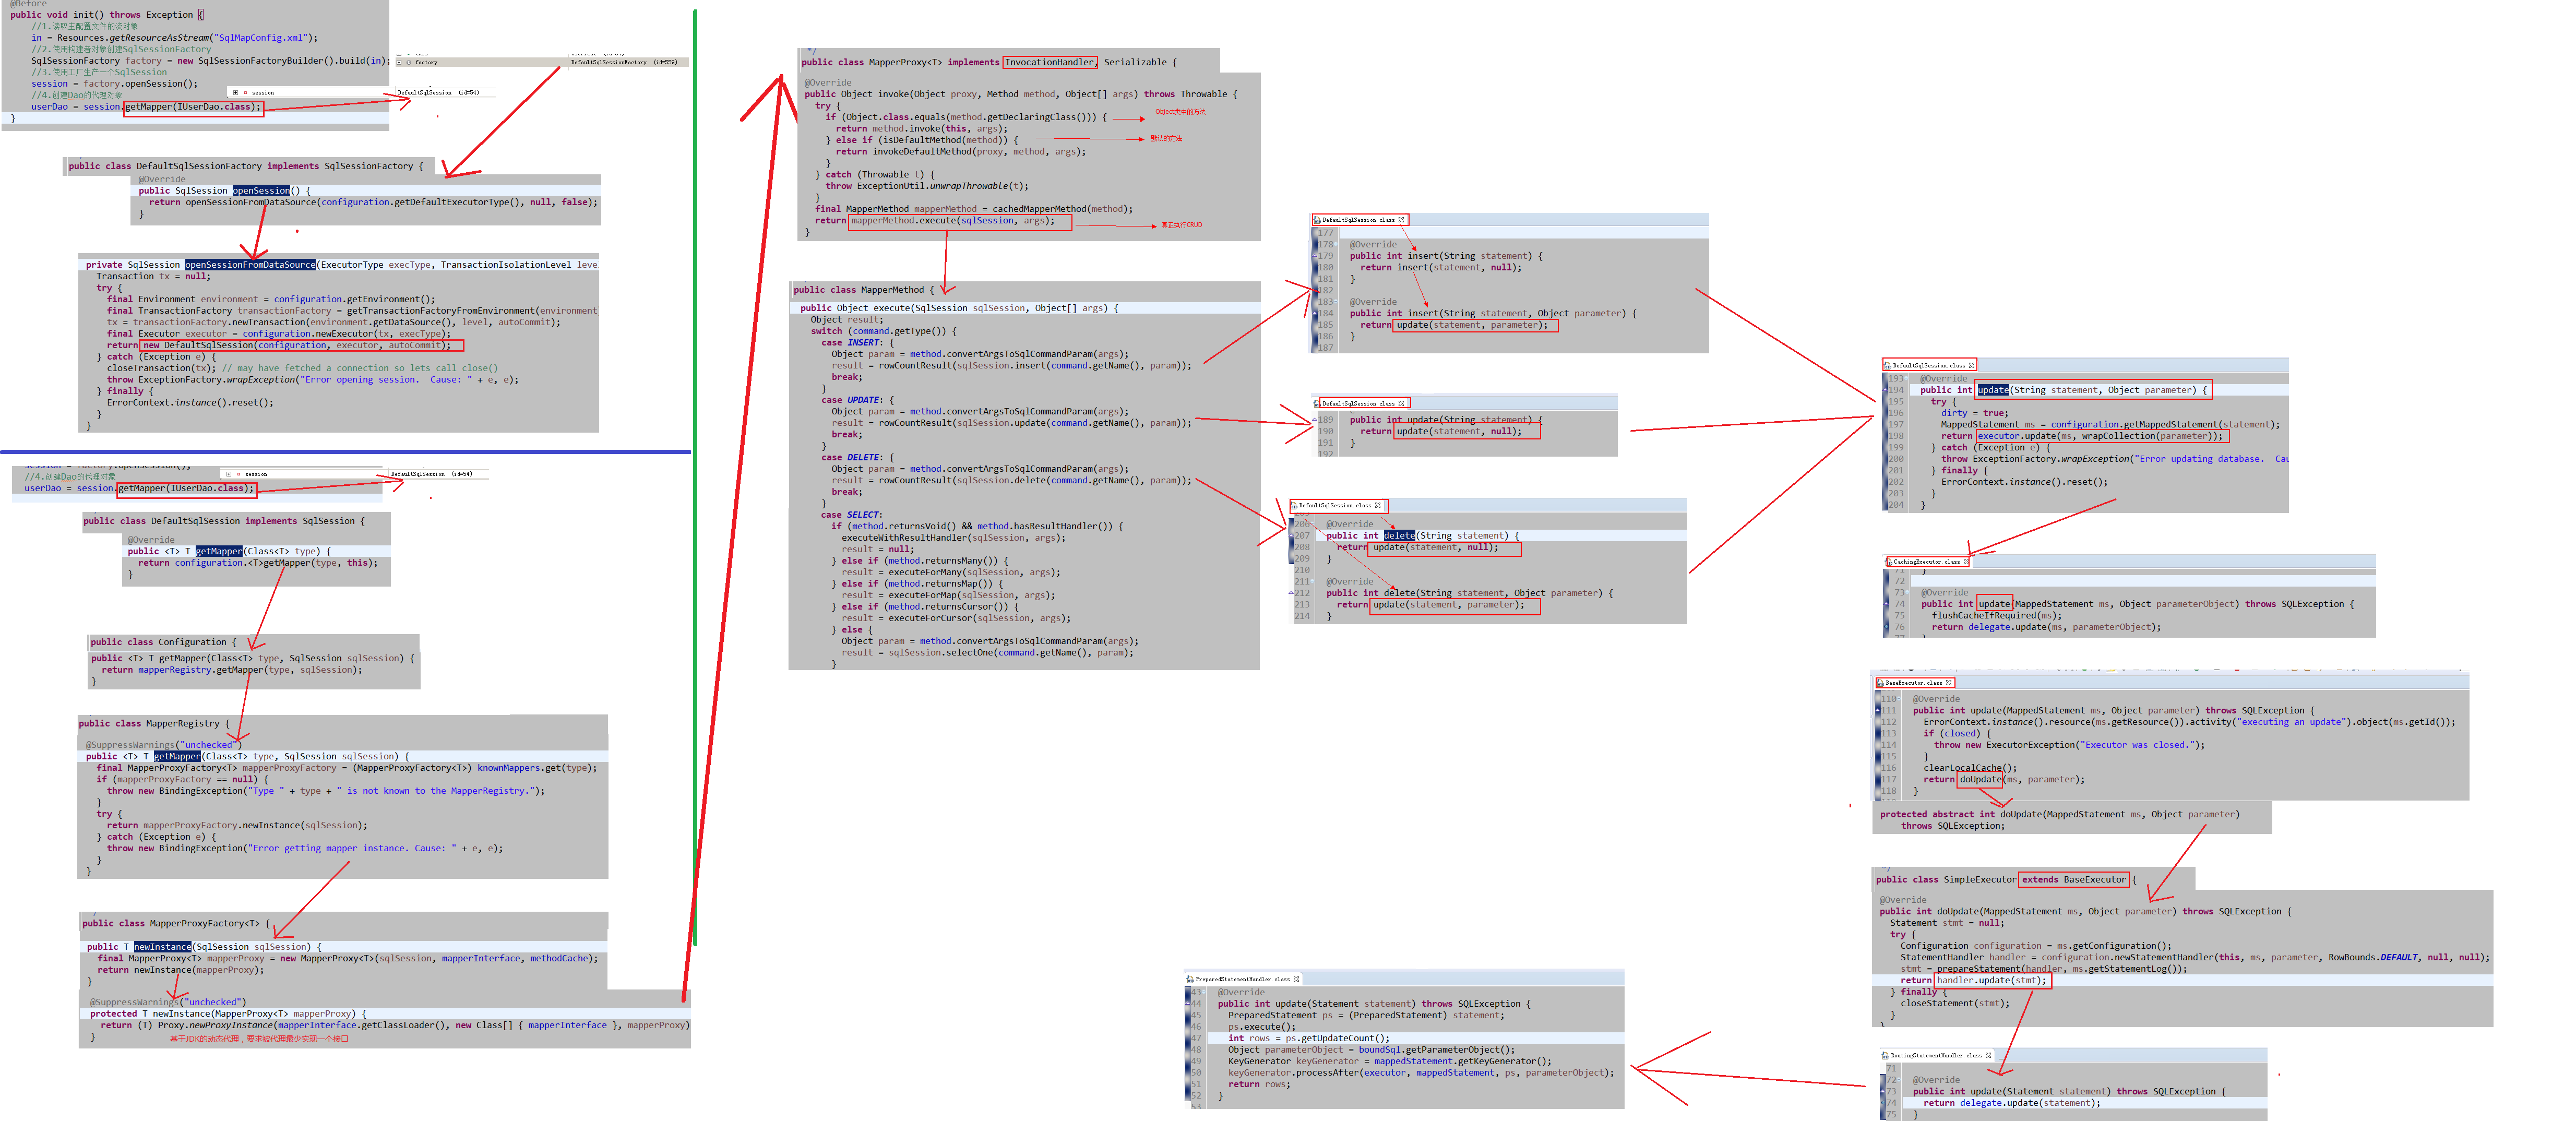 @Before
public void init() throws Exception {
//1.读取主配置文件的流对象
in = Resources.getResourceAsStream("SqlMapConfig.xml");
//2.使用构建者对象创建SqlSessionFactory
SqlSessionFactory factory = new SqlSessionFactoryBuilder().build(in);
//3.使用工厂生产一个SqlSession
session = factory.openSession();
//4.创建Dao的代理对象
userDao = session.getMapper(IUserDao.class);
}
factory DefaultSqlSessionFactory (id=559)
session DefaultSqlSession (id=54)
public class DefaultSqlSessionFactory implements SqlSessionFactory {
@Override
public SqlSession openSession() {
return openSessionFromDataSource(configuration.getDefaultExecutorType(), null, false);
}
private SqlSession openSessionFromDataSource(ExecutorType execType, TransactionIsolationLevel leve
Transaction tx = null;
try {
final Environment environment = configuration.getEnvironment();
final TransactionFactory transactionFactory = getTransactionFactoryFromEnvironment(environment
tx = transactionFactory.newTransaction(environment.getDataSource(), level, autoCommit);
final Executor executor = configuration.newExecutor(tx, execType);
return new DefaultSqlSession(configuration, executor, autoCommit);
} catch (Exception e) {
closeTransaction(tx); // may have fetched a connection so lets call close()
throw ExceptionFactory.wrapException("Error opening session.  Cause: " + e, e);
} finally {
ErrorContext.instance().reset();
}
}
session = factory.openSession();
//4.创建Dao的代理对象
userDao = session.getMapper(IUserDao.class);
session DefaultSqlSession (id=54)
public class DefaultSqlSession implements SqlSession {
@Override
public <T> T getMapper(Class<T> type) {
return configuration.<T>getMapper(type, this);
}
public class Configuration {
public <T> T getMapper(Class<T> type, SqlSession sqlSession) {
return mapperRegistry.getMapper(type, sqlSession);
}
public class MapperRegistry {
@SuppressWarnings("unchecked")
public <T> T getMapper(Class<T> type, SqlSession sqlSession) {
final MapperProxyFactory<T> mapperProxyFactory = (MapperProxyFactory<T>) knownMappers.get(type);
if (mapperProxyFactory == null) {
throw new BindingException("Type " + type + " is not known to the MapperRegistry.");
}
try {
return mapperProxyFactory.newInstance(sqlSession);
} catch (Exception e) {
throw new BindingException("Error getting mapper instance. Cause: " + e, e);
}
}
*/
public class MapperProxyFactory<T> {
public T newInstance(SqlSession sqlSession) {
final MapperProxy<T> mapperProxy = new MapperProxy<T>(sqlSession, mapperInterface, methodCache);
return newInstance(mapperProxy);
}
@SuppressWarnings("unchecked")
protected T newInstance(MapperProxy<T> mapperProxy) {
return (T) Proxy.newProxyInstance(mapperInterface.getClassLoader(), new Class[] { mapperInterface }, mapperProxy)
}
基于JDK的动态代理，要求被代理最少实现一个接口
*/
public class MapperProxy<T> implements InvocationHandler, Serializable {
@Override
public Object invoke(Object proxy, Method method, Object[] args) throws Throwable {
try {
if (Object.class.equals(method.getDeclaringClass())) {
Object类中的方法
return method.invoke(this, args);
} else if (isDefaultMethod(method)) {
默认的方法
return invokeDefaultMethod(proxy, method, args);
}
} catch (Throwable t) {
throw ExceptionUtil.unwrapThrowable(t);
}
final MapperMethod mapperMethod = cachedMapperMethod(method);
return mapperMethod.execute(sqlSession, args);
真正执行CRUD
}
public class MapperMethod {
public Object execute(SqlSession sqlSession, Object[] args) {
Object result;
switch (command.getType()) {
case INSERT: {
Object param = method.convertArgsToSqlCommandParam(args);
result = rowCountResult(sqlSession.insert(command.getName(), param));
break;
}
case UPDATE: {
Object param = method.convertArgsToSqlCommandParam(args);
result = rowCountResult(sqlSession.update(command.getName(), param));
break;
}
case DELETE: {
Object param = method.convertArgsToSqlCommandParam(args);
result = rowCountResult(sqlSession.delete(command.getName(), param));
break;
}
case SELECT:
if (method.returnsVoid() && method.hasResultHandler()) {
executeWithResultHandler(sqlSession, args);
result = null;
} else if (method.returnsMany()) {
result = executeForMany(sqlSession, args);
} else if (method.returnsMap()) {
result = executeForMap(sqlSession, args);
} else if (method.returnsCursor()) {
result = executeForCursor(sqlSession, args);
} else {
Object param = method.convertArgsToSqlCommandParam(args);
result = sqlSession.selectOne(command.getName(), param);
}
DefaultSqlSession.class
177
178 @Override
179 public int insert(String statement) {
180 return insert(statement, null);
181 }
182
183 @Override
184 public int insert(String statement, Object parameter) {
185 return update(statement, parameter);
186 }
187
DefaultSqlSession.class
189 public int update(String statement) {
190 return update(statement, null);
191 }
192
DefaultSqlSession.class
206 @Override
207 public int delete(String statement) {
208 return update(statement, null);
209 }
210
211 @Override
212 public int delete(String statement, Object parameter) {
213 return update(statement, parameter);
214 }
DefaultSqlSession.class
193 @Override
194 public int update(String statement, Object parameter) {
195 try {
196 dirty = true;
197 MappedStatement ms = configuration.getMappedStatement(statement);
198 return executor.update(ms, wrapCollection(parameter));
199 } catch (Exception e) {
200 throw ExceptionFactory.wrapException("Error updating database.  Cau
201 } finally {
202 ErrorContext.instance().reset();
203 }
204 }
CachingExecutor.class
71 }
72
73 @Override
74 public int update(MappedStatement ms, Object parameterObject) throws SQLException {
75 flushCacheIfRequired(ms);
76 return delegate.update(ms, parameterObject);
77 }
BaseExecutor.class
110 @Override
111 public int update(MappedStatement ms, Object parameter) throws SQLException {
112 ErrorContext.instance().resource(ms.getResource()).activity("executing an update").object(ms.getId());
113 if (closed) {
114 throw new ExecutorException("Executor was closed.");
115 }
116 clearLocalCache();
117 return doUpdate(ms, parameter);
118 }
protected abstract int doUpdate(MappedStatement ms, Object parameter)
throws SQLException;
*/
public class SimpleExecutor extends BaseExecutor {
@Override
public int doUpdate(MappedStatement ms, Object parameter) throws SQLException {
Statement stmt = null;
try {
Configuration configuration = ms.getConfiguration();
StatementHandler handler = configuration.newStatementHandler(this, ms, parameter, RowBounds.DEFAULT, null, null);
stmt = prepareStatement(handler, ms.getStatementLog());
return handler.update(stmt);
} finally {
closeStatement(stmt);
}
}
RoutingStatementHandler.class
71
72 @Override
73 public int update(Statement statement) throws SQLException {
74 return delegate.update(statement);
75 }
PreparedStatementHandler.class
43 @Override
44 public int update(Statement statement) throws SQLException {
45 PreparedStatement ps = (PreparedStatement) statement;
46 ps.execute();
47 int rows = ps.getUpdateCount();
48 Object parameterObject = boundSql.getParameterObject();
49 KeyGenerator keyGenerator = mappedStatement.getKeyGenerator();
50 keyGenerator.processAfter(executor, mappedStatement, ps, parameterObject);
51 return rows;
52 }
53